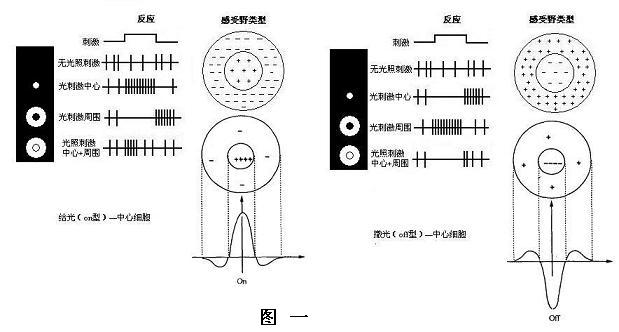 反应
感受野类型
刺激
无光照刺激
光刺激中心
光刺激周围
光照刺激
中心+周围
给光(on型)—中心细胞
On
反应
感受野类型
刺激
无光照刺激
光刺激中心
光刺激周围
光照刺激
中心+周围
撤光(off型)—中心细胞
Off
图 一